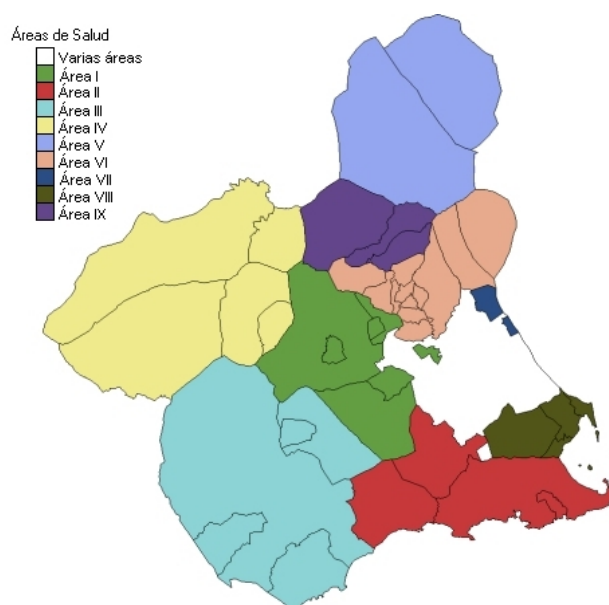 Áreas de Salud
Varias áreas
Área I
Área II
Área III
Área IV
Área V
Área VI
Área VII
Área VIII
Área IX